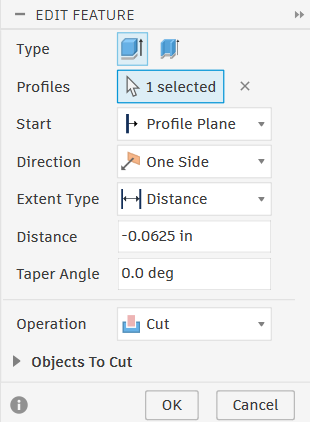 EDIT FEATURE
Type
Profiles 1 selected
Start Profile Plane
Direction One Side
Extent Type Distance
Distance -0.0625 in
Taper Angle 0.0 deg
Operation Cut
Objects To Cut
OK Cancel